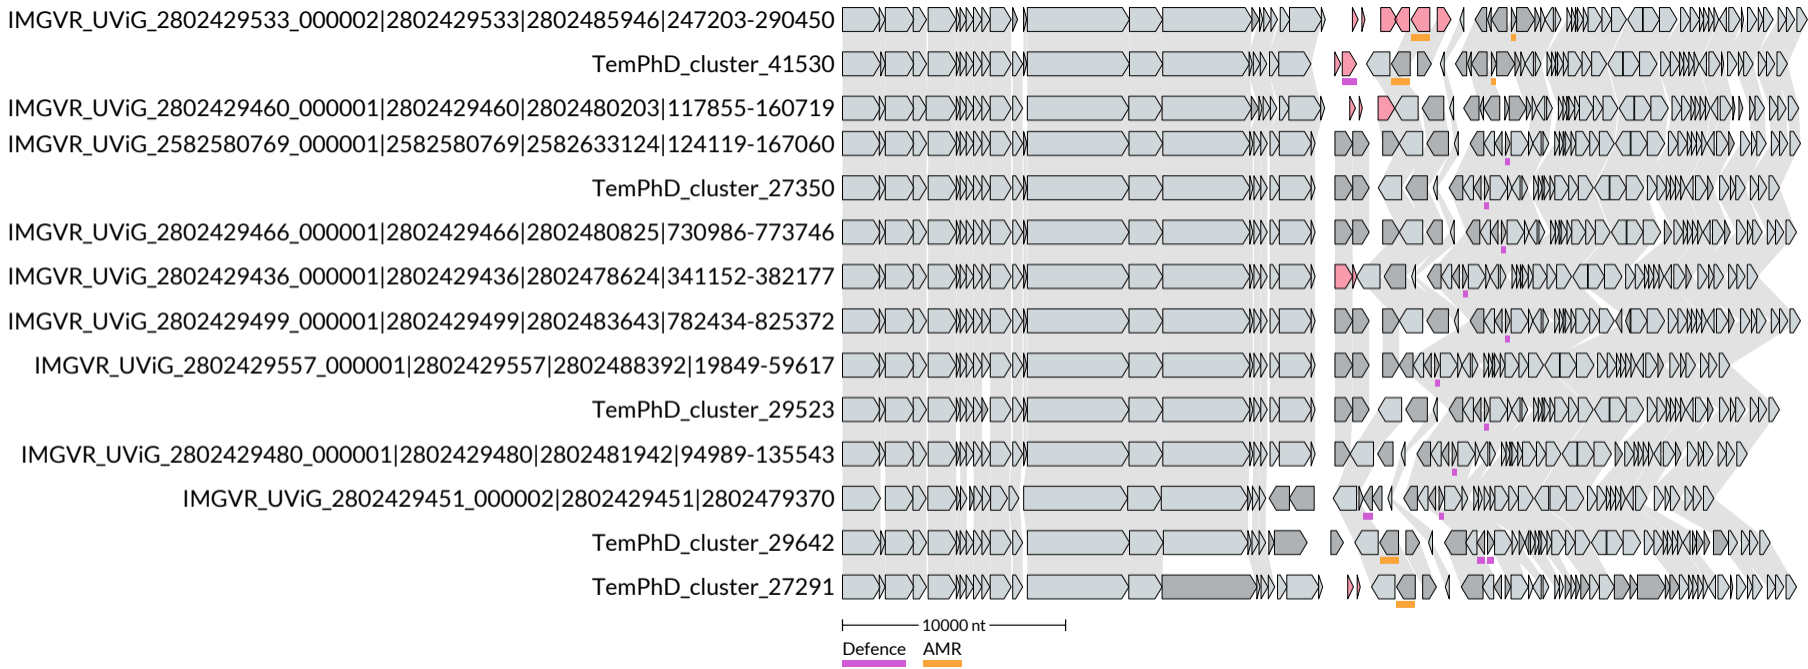 IMGVR_UViG_2802429533_000002|2802429533|2802485946|247203-290450
TemPhD_cluster_41530
IMGVR_UViG_2802429460_000001|2802429460|2802480203|117855-160719
IMGVR_UViG_2582580769_000001|2582580769|2582633124|124119-167060
TemPhD_cluster_27350
IMGVR_UViG_2802429466_000001|2802429466|2802480825|730986-773746
IMGVR_UViG_2802429436_000001|2802429436|2802478624|341152-382177
IMGVR_UViG_2802429499_000001|2802429499|2802483643|782434-825372
IMGVR_UViG_2802429557_000001|2802429557|2802488392|19849-59617
TemPhD_cluster_29523
IMGVR_UViG_2802429480_000001|2802429480|2802481942|94989-135543
IMGVR_UViG_2802429451_000002|2802429451|2802479370
TemPhD_cluster_29642
TemPhD_cluster_27291
10000 nt
Defence AMR